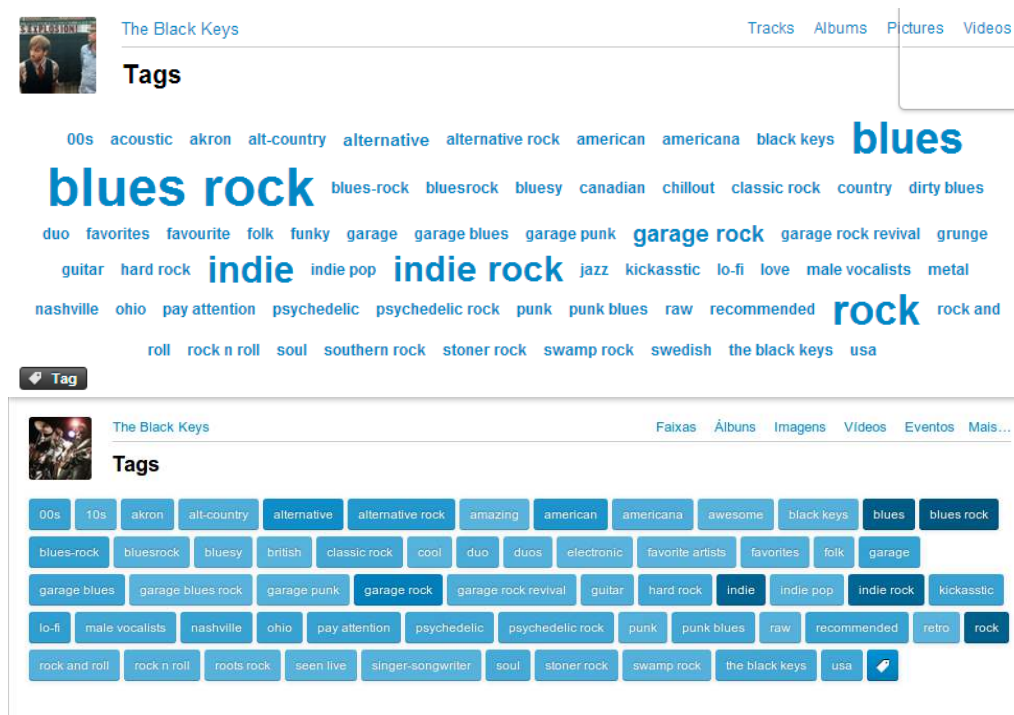 The Black Keys Tracks Albums Pictures Videos
Tags
00s acoustic akron alt-country alternative alternative rock american americana black keys blues
blues rock blues-rock bluesrock bluesy canadian chillout classic rock country dirty blues
duo favorites favourite folk funky garage garage blues garage punk garage rock garage rock revival grunge
guitar hard rock indie indie pop indie rock jazz kickasstic lo-fi love male vocalists metal
nashville ohio pay attention psychedelic psychedelic rock punk punk blues raw recommended rock rock and
roll rock n roll soul southern rock stoner rock swamp rock swedish the black keys usa
Tag
The Black Keys Faixas Álbuns Imagens Vídeos Eventos Mais...
Tags
00s 10s akron alt-country alternative alternative rock amazing american americana awesome black keys blues blues rock
blues-rock bluesrock bluesy british classic rock cool duo duos electronic favorite artists favorites folk garage
garage blues garage blues rock garage punk garage rock garage rock revival guitar hard rock indie indie pop indie rock kickasstic
lo-fi male vocalists nashville ohio pay attention psychedelic psychedelic rock punk punk blues raw recommended retro rock
rock and roll rock n roll roots rock seen live singer-songwriter soul stoner rock swamp rock the black keys usa